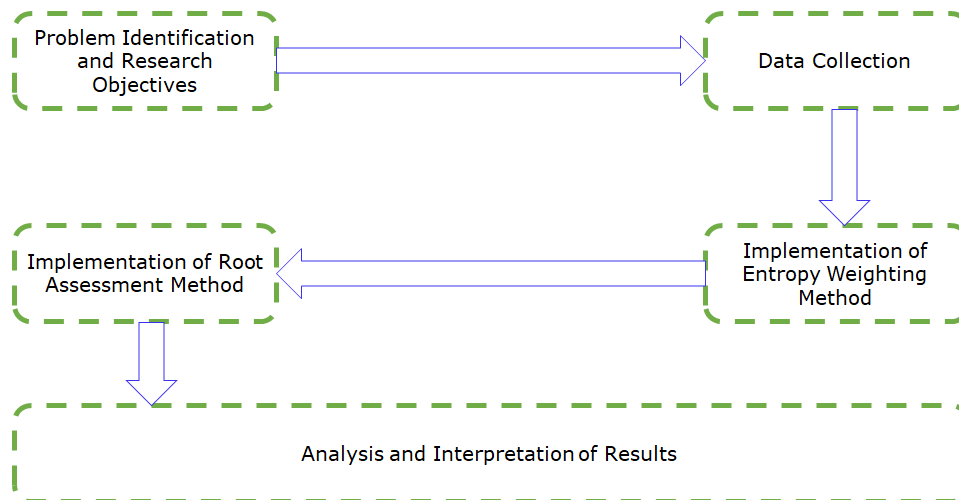 Problem Identification
and Research
Objectives
Data Collection
Implementation of
Entropy Weighting
Method
Implementation of Root
Assessment Method
Analysis and Interpretation of Results